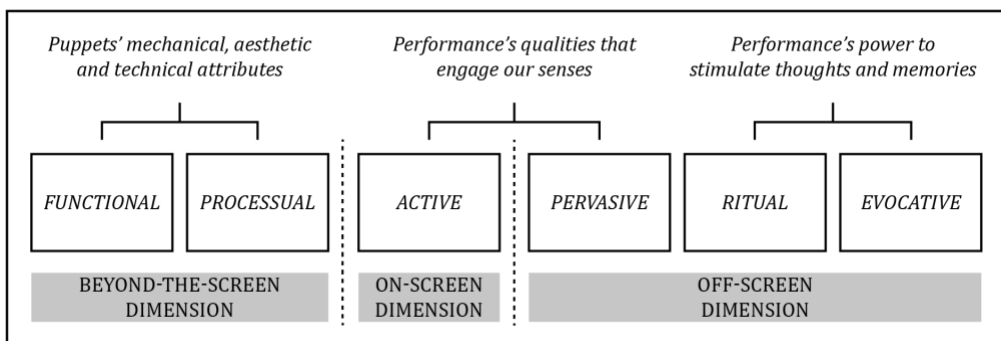 Puppets’ mechanical, aesthetic
and technical attributes
Performance’s qualities that
engage our senses
Performance’s power to
stimulate thoughts and memories
FUNCTIONAL
PROCESSUAL
ACTIVE
PERVASIVE
RITUAL
EVOCATIVE
BEYOND-THE-SCREEN
DIMENSION
ON-SCREEN
DIMENSION
OFF-SCREEN
DIMENSION